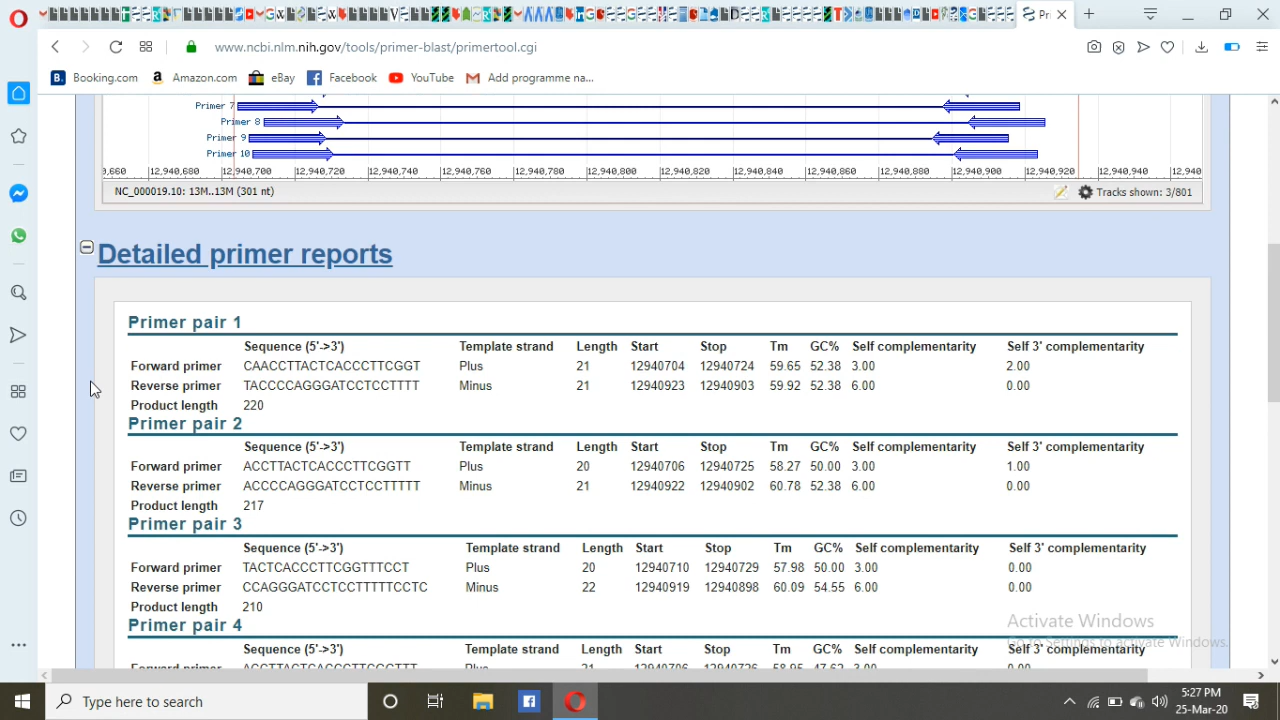 www.ncbi.nlm.nih.gov/tools/primer-blast/primertool.cgi
B. Booking.com a Amazon.com eBay Facebook YouTube Add programme na...
Primer 7
Primer 8
Primer 9
Primer 10
12,940,680 12,940,700 12,940,720 12,940,740 12,940,760 12,940,780 12,940,800 12,940,820 12,940,840 12,940,860 12,940,880 12,940,900 12,940,920 12,940,940 12,940
NC_000019.10: 13M..13M (301 nt) Tracks shown: 3/801
Detailed primer reports
Primer pair 1
Sequence (5'->3') Template strand Length Start Stop Tm GC% Self complementarity Self 3' complementarity
Forward primer CAACCTTACTCACCCTTCGGT Plus 21 12940704 12940724 59.65 52.38 3.00 2.00
Reverse primer TACCCCAGGGATCCTCCTTTT Minus 21 12940923 12940903 59.92 52.38 6.00 0.00
Product length 220
Primer pair 2
Sequence (5'->3') Template strand Length Start Stop Tm GC% Self complementarity Self 3' complementarity
Forward primer ACCTTACTCACCCTTCGGTT Plus 20 12940706 12940725 58.27 50.00 3.00 1.00
Reverse primer ACCCCAGGGATCCTCCTTTTT Minus 21 12940922 12940902 60.78 52.38 6.00 0.00
Product length 217
Primer pair 3
Sequence (5'->3') Template strand Length Start Stop Tm GC% Self complementarity Self 3' complementarity
Forward primer TACTCACCCTTCGGTTTCCT Plus 20 12940710 12940729 57.98 50.00 3.00 0.00
Reverse primer CCAGGGATCCTCCTTTTTCCTC Minus 22 12940919 12940898 60.09 54.55 6.00 0.00
Product length 210
Primer pair 4
Sequence (5'->3') Template strand Length Start Stop Tm GC% Self complementarity Self 3' complementarity
Activate Windows
Go to Settings to activate Windows.
Type here to search
5:27 PM
25-Mar-20